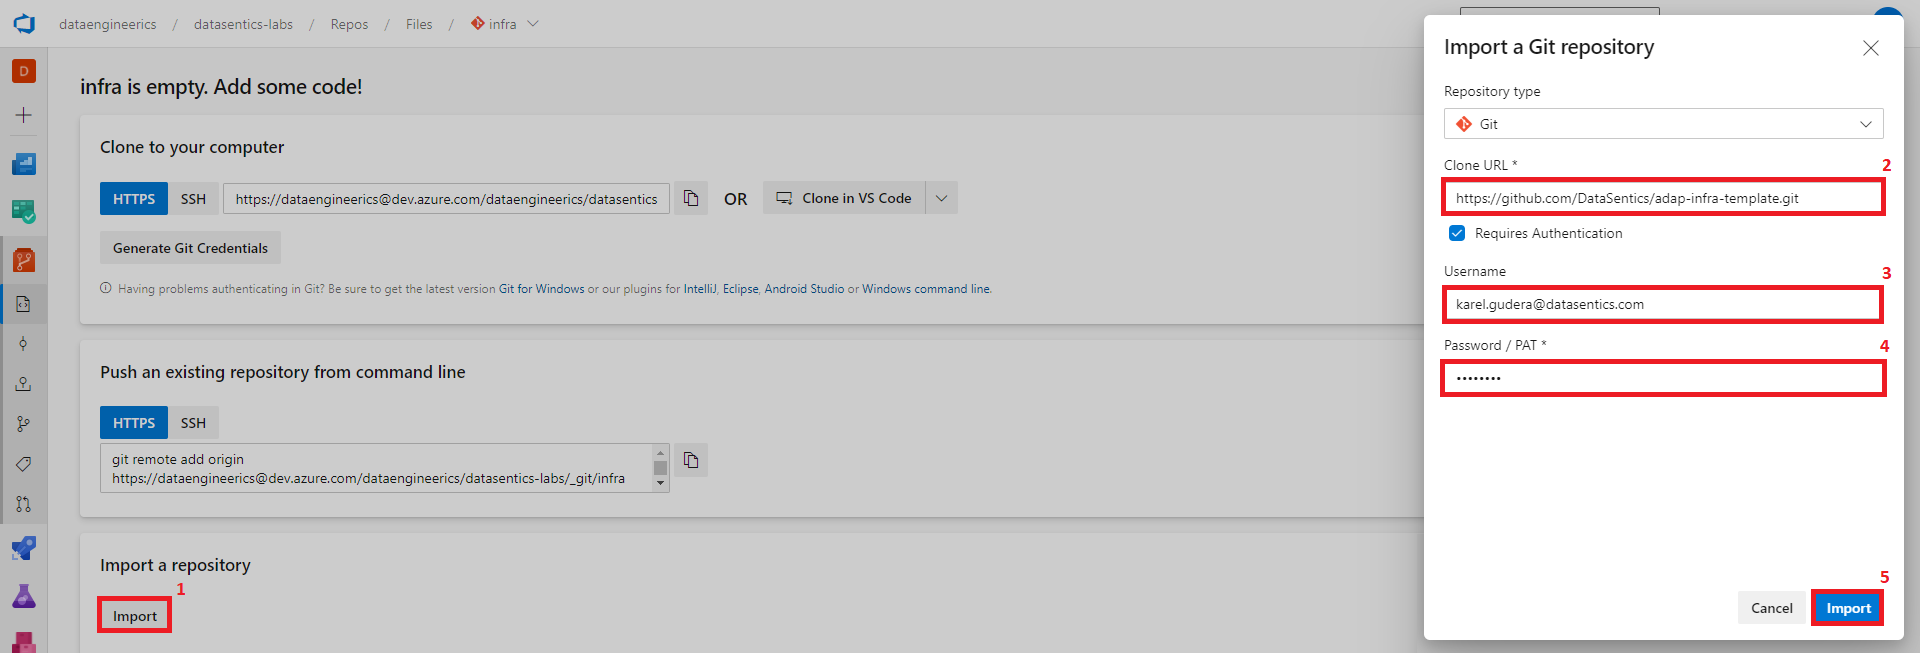 dataengineerics / datasentics-labs / Repos / Files / infra
D
infra is empty. Add some code!
Clone to your computer
HTTPS SSH https://dataengineerics@dev.azure.com/dataengineerics/datasentics OR Clone in VS Code
Generate Git Credentials
Having problems authenticating in Git? Be sure to get the latest version Git for Windows or our plugins for IntelliJ, Eclipse, Android Studio or Windows command line.
Push an existing repository from command line
HTTPS SSH
git remote add origin
https://dataengineerics@dev.azure.com/dataengineerics/datasentics-labs/_git/infra
Import a repository
1
Import
Import a Git repository
Repository type
Git
Clone URL * 2
https://github.com/DataSentics/adap-infra-template.git
Requires Authentication
Username 3
karel.gudera@datasentics.com
Password / PAT * 4
••••••••
5
Cancel Import